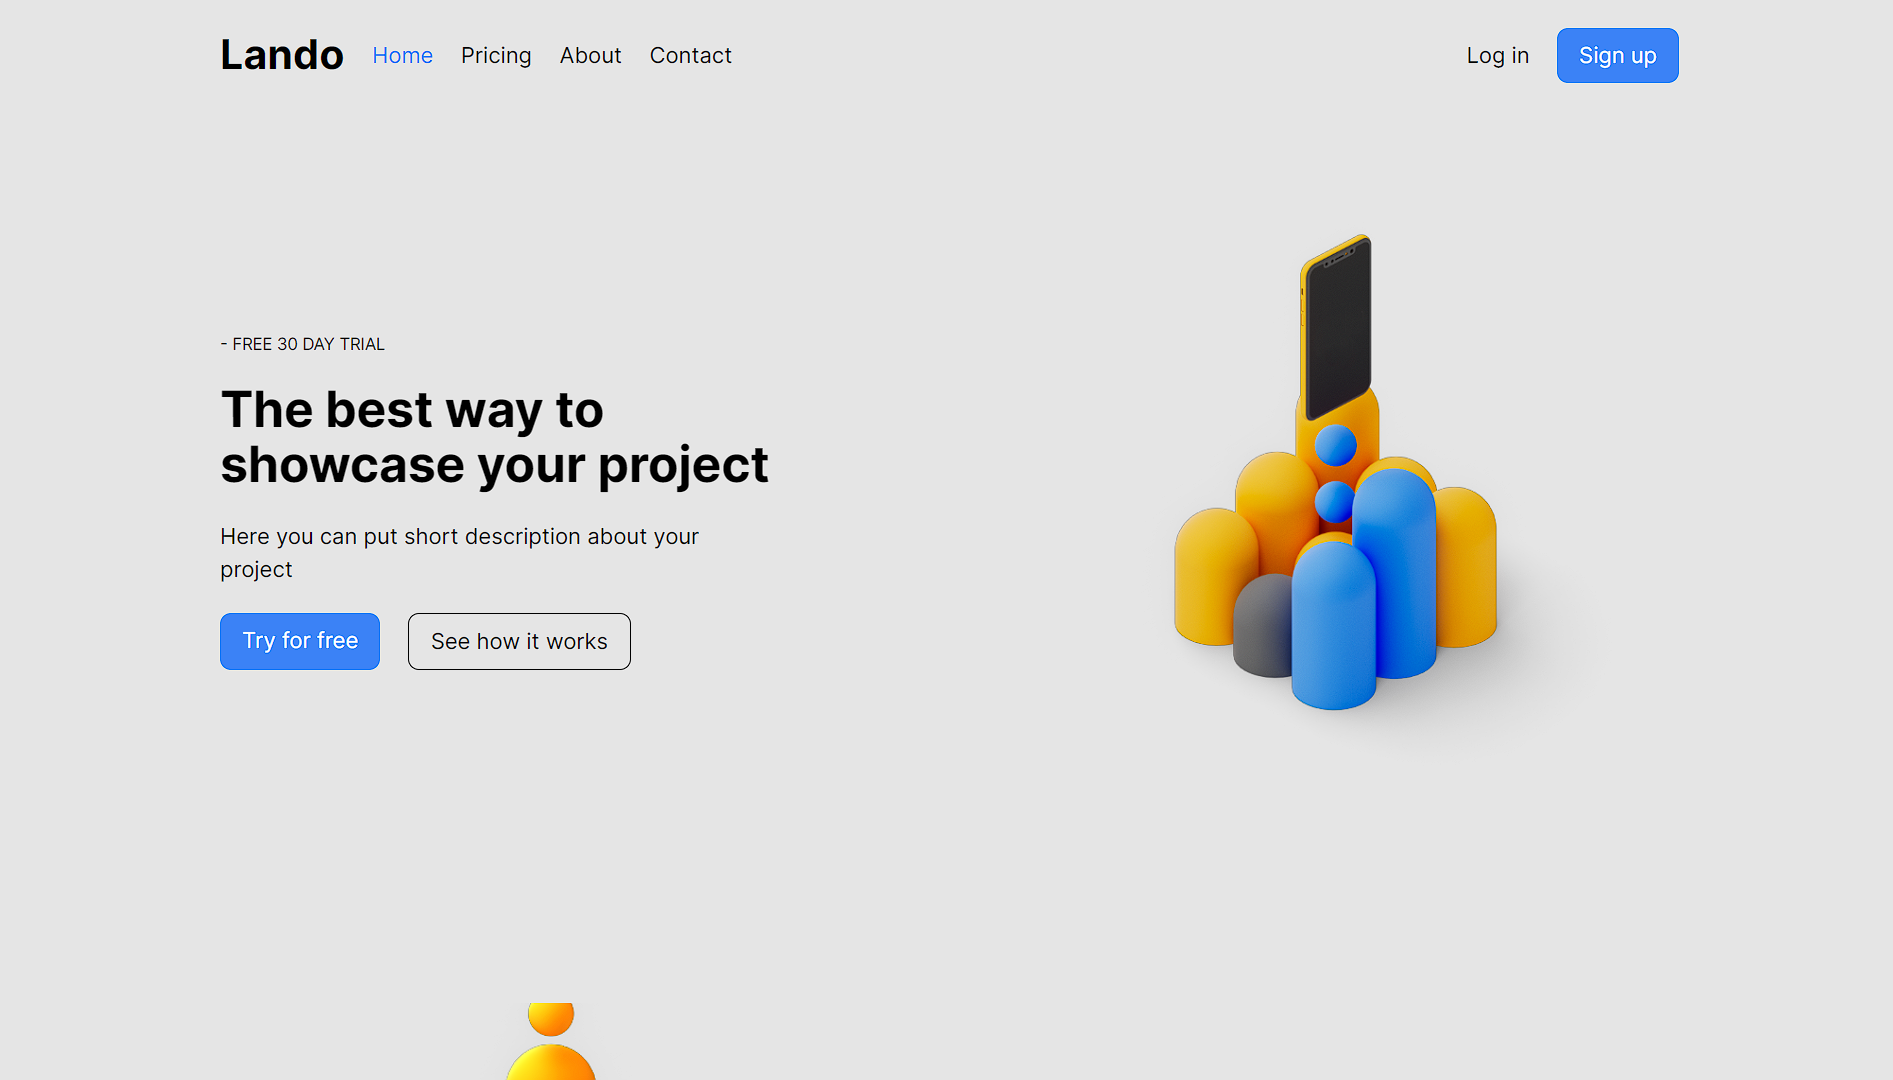 Lando Home Pricing About Contact Log in Sign up
- FREE 30 DAY TRIAL
The best way to
showcase your project
Here you can put short description about your
project
Try for free See how it works